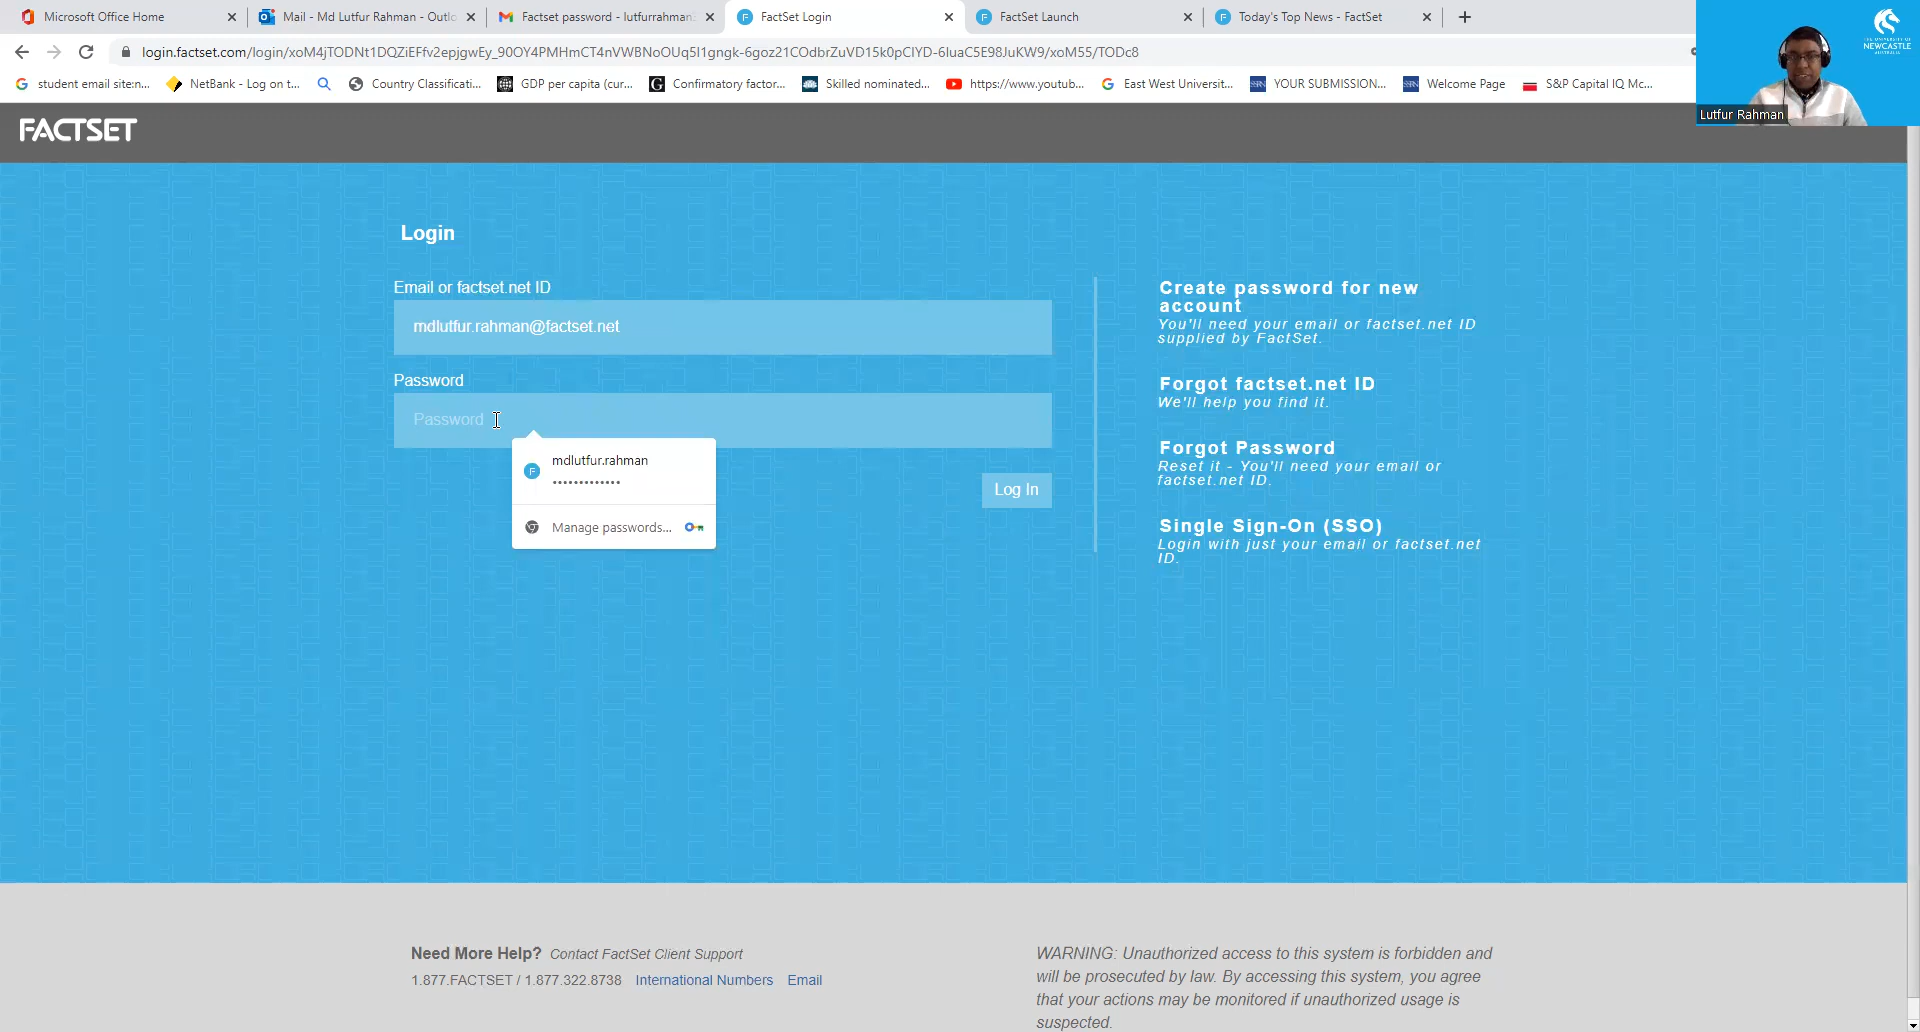 Microsoft Office Home
Mail - Md Lutfur Rahman - Outlo
Factset password - lutfurrahman
FactSet Login
FactSet Launch
Today's Top News - FactSet
login.factset.com/login/xoM4jTODNt1DQZiEFfv2epjgwEy_90OY4PMHmCT4nVWBNoOUq5I1gngk-6goz21COdbrZuVD15k0pCIYD-6IuaC5E98JuKW9/xoM55/TODc8
student email site:n...
NetBank - Log on t...
Country Classificati...
GDP per capita (cur...
Confirmatory factor...
Skilled nominated...
https://www.youtub...
East West Universit...
YOUR SUBMISSION...
Welcome Page
S&P Capital IQ Mc...
THE UNIVERSITY OF
NEWCASTLE
AUSTRALIA
Lutfur Rahman
FACTSET
Login
Email or factset.net ID
mdlutfur.rahman@factset.net
Password
Password
mdlutfur.rahman
•••••••••••••
Manage passwords...
Log In
Create password for new
account
You'll need your email or factset.net ID
supplied by FactSet.
Forgot factset.net ID
We'll help you find it.
Forgot Password
Reset it - You'll need your email or
factset.net ID.
Single Sign-On (SSO)
Login with just your email or factset.net
ID.
Need More Help? Contact FactSet Client Support
1.877.FACTSET / 1.877.322.8738 International Numbers Email
WARNING: Unauthorized access to this system is forbidden and
will be prosecuted by law. By accessing this system, you agree
that your actions may be monitored if unauthorized usage is
suspected.